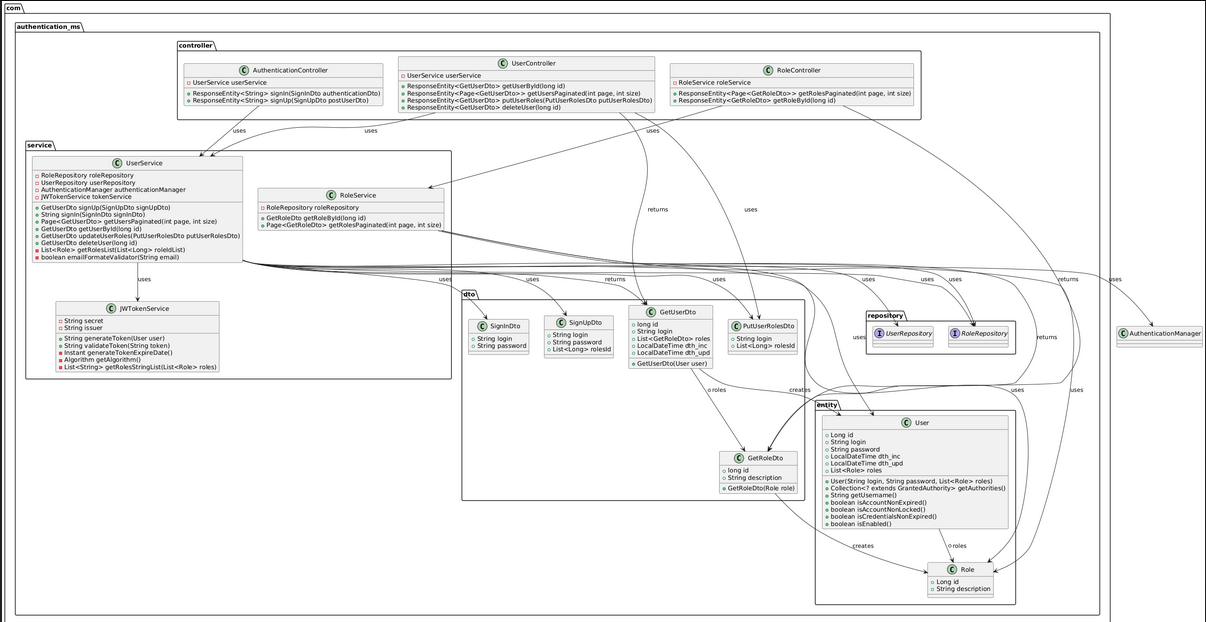 com
authentication_ms
controller
C AuthenticationController
UserService userService
ResponseEntity<String> signIn(SignInDto authenticationDto)
ResponseEntity<String> signUp(SignUpDto postUserDto)
C UserController
UserService userService
ResponseEntity<GetUserDto> getUserById(long id)
ResponseEntity<Page<GetUserDto>> getUsersPaginated(int page, int size)
ResponseEntity<GetUserDto> putUserRoles(PutUserRolesDto putUserRolesDto)
ResponseEntity<GetUserDto> deleteUser(long id)
C RoleController
RoleService roleService
ResponseEntity<Page<GetRoleDto>> getRolesPaginated(int page, int size)
ResponseEntity<GetRoleDto> getRoleById(long id)
uses
uses
uses
service
C UserService
RoleRepository roleRepository
UserRepository userRepository
AuthenticationManager authenticationManager
JWTokenService tokenService
GetUserDto signUp(SignUpDto signUpDto)
String signIn(SignInDto signInDto)
Page<GetUserDto> getUsersPaginated(int page, int size)
GetUserDto getUserById(long id)
GetUserDto updateUserRoles(PutUserRolesDto putUserRolesDto)
GetUserDto deleteUser(long id)
List<Role> getRolesList(List<Long> roleIdList)
boolean emailFormateValidator(String email)
C RoleService
RoleRepository roleRepository
GetRoleDto getRoleById(long id)
Page<GetRoleDto> getRolesPaginated(int page, int size)
returns
uses
uses
uses
uses
returns
uses
uses
uses
returns
uses
C JWTokenService
String secret
String issuer
String generateToken(User user)
String validateToken(String token)
Instant generateTokenExpireDate()
Algorithm getAlgorithm()
List<String> getRolesStringList(List<Role> roles)
dto
C SignInDto
String login
String password
C SignUpDto
String login
String password
List<Long> rolesId
C GetUserDto
long id
String login
List<GetRoleDto> roles
LocalDateTime dth_inc
LocalDateTime dth_upd
GetUserDto(User user)
C PutUserRolesDto
String login
List<Long> rolesId
repository
I UserRepository
I RoleRepository
C AuthenticationManager
uses
returns
roles
creates
uses
uses
entity
C User
Long id
String login
String password
LocalDateTime dth_inc
LocalDateTime dth_upd
List<Role> roles
User(String login, String password, List<Role> roles)
Collection<? extends GrantedAuthority> getAuthorities()
String getUsername()
boolean isAccountNonExpired()
boolean isAccountNonLocked()
boolean isCredentialsNonExpired()
boolean isEnabled()
C GetRoleDto
long id
String description
GetRoleDto(Role role)
creates
roles
C Role
Long id
String description